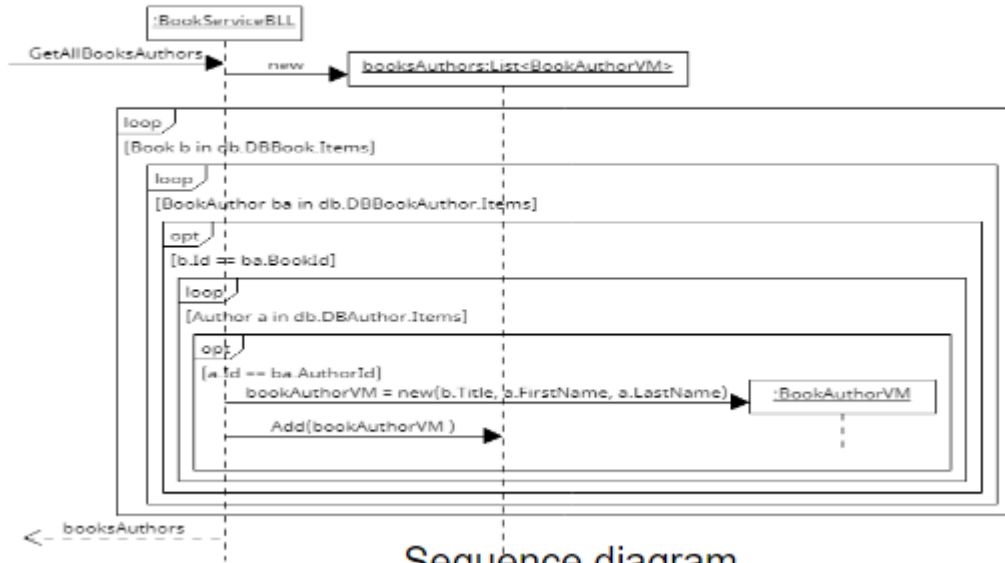 :BookServiceBLL
GetAllBooksAuthors
new
booksAuthors:List<BookAuthorVM>
loop
[Book b in db.DBBook.Items]
loop
[BookAuthor ba in db.DBBookAuthor.Items]
opt
[b.Id == ba.BookId]
loop
[Author a in db.DBAuthor.Items]
opt
[a.Id == ba.AuthorId]
bookAuthorVM = new(b.Title, a.FirstName, a.LastName)
:BookAuthorVM
Add(bookAuthorVM )
booksAuthors
Sequence diagram